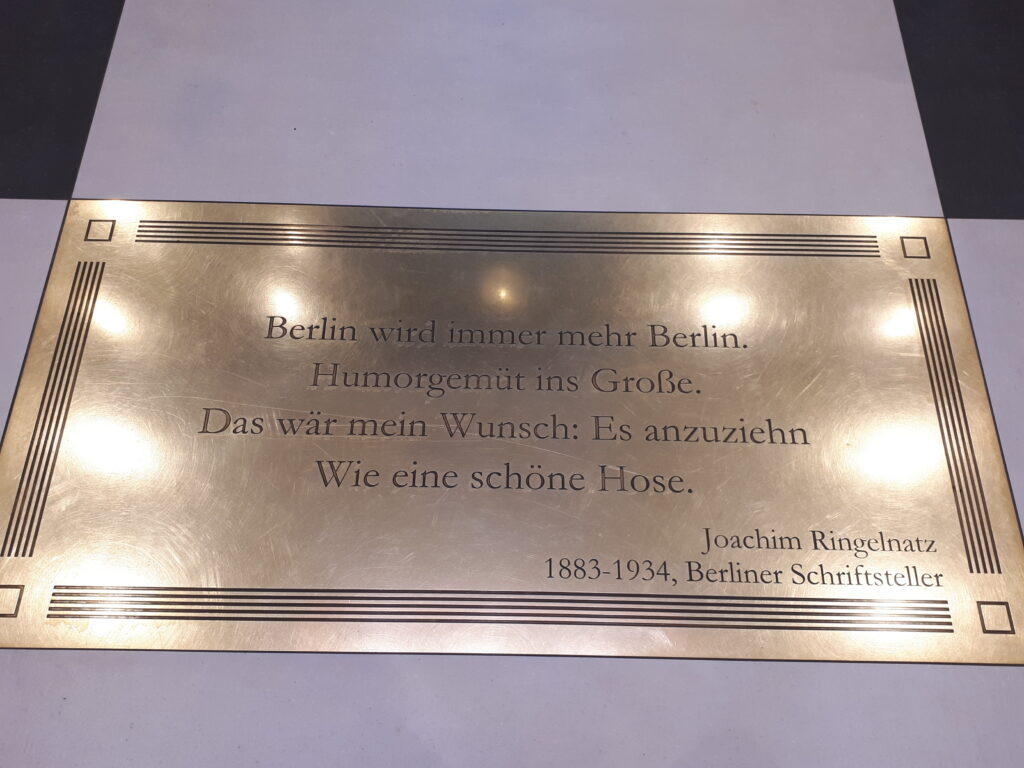 Berlin wird immer mehr Berlin.
Humorgemüt ins Große.
Das wär mein Wunsch: Es anzuziehn
Wie eine schöne Hose.
Joachim Ringelnatz
1883-1934, Berliner Schriftsteller